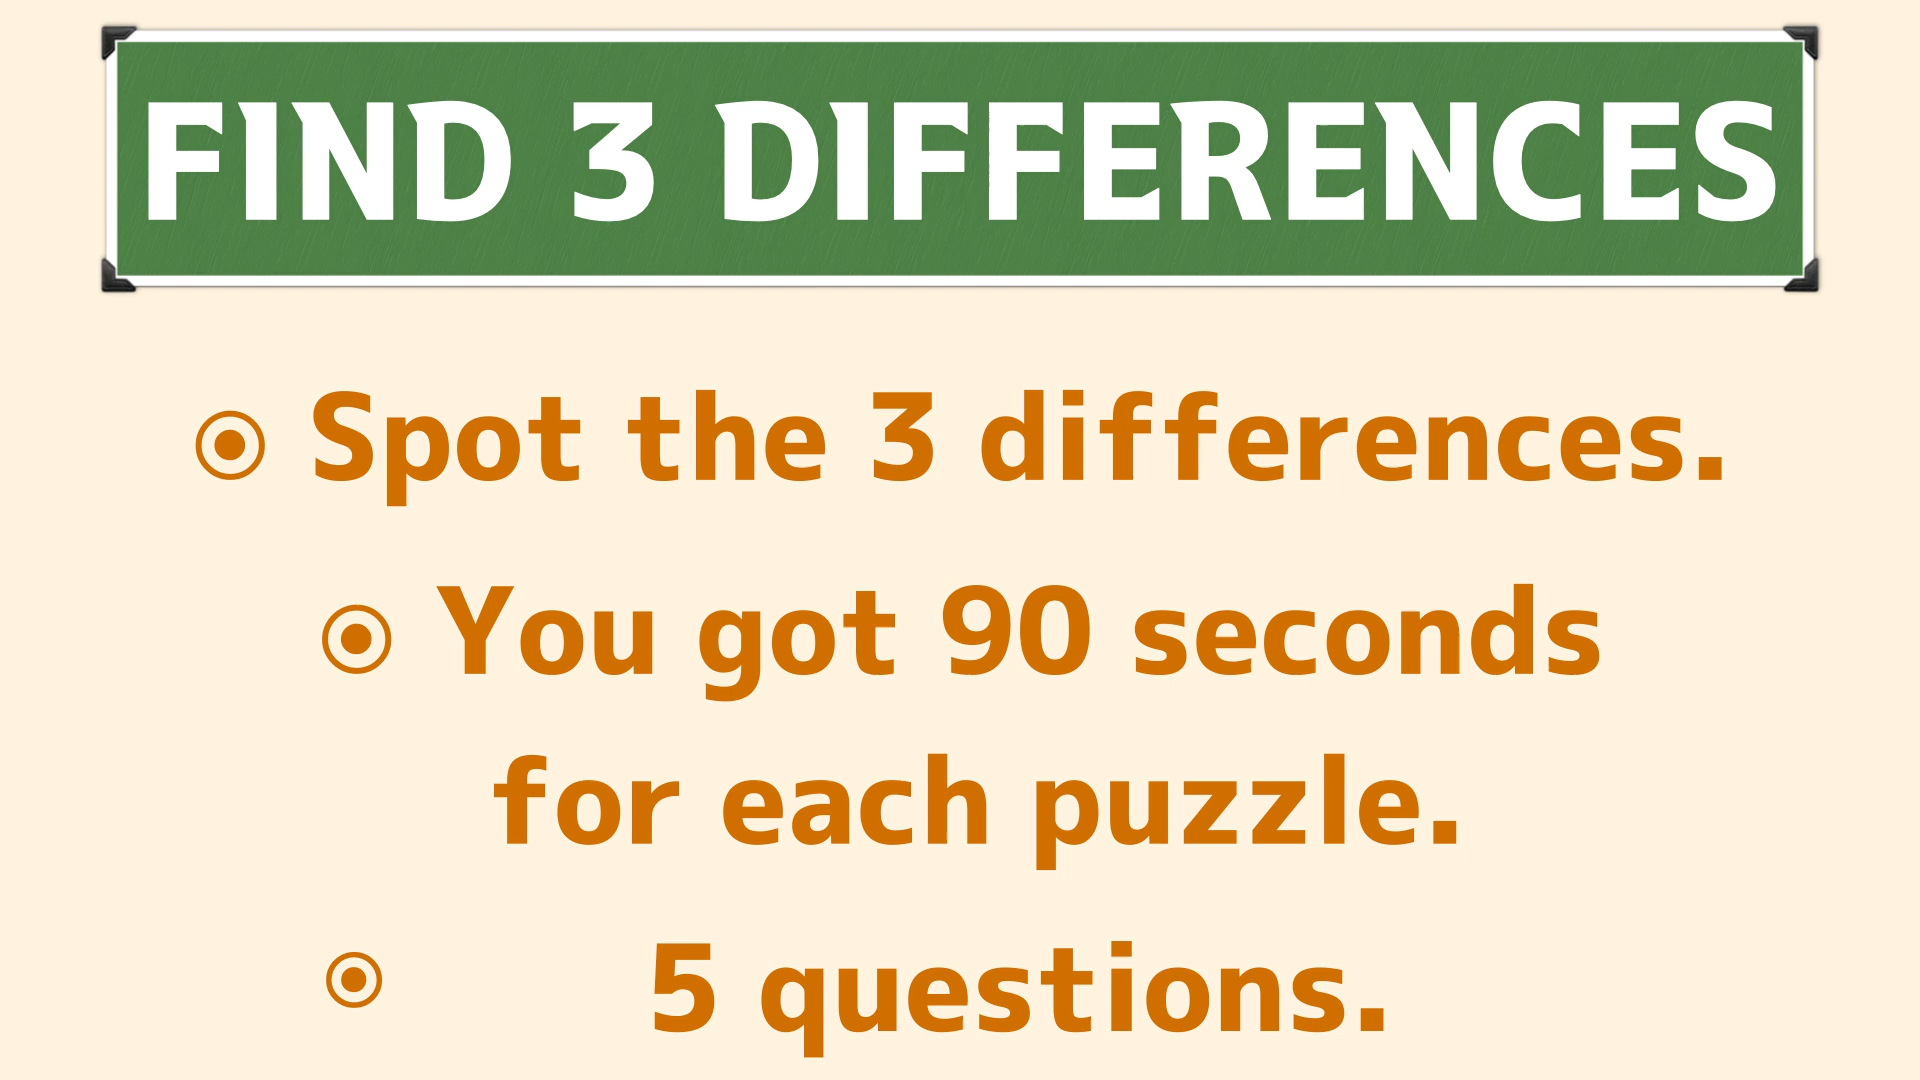 FIND 3 DIFFERENCES
Spot the 3 differences.
You got 90 seconds
for each puzzle.
5 questions.